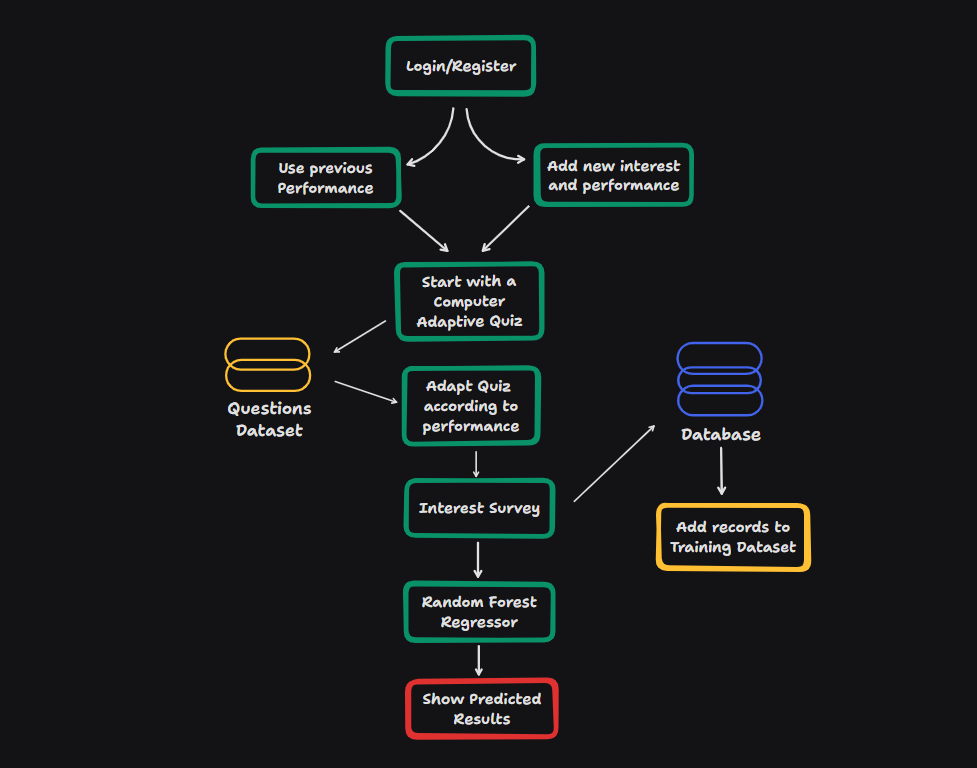 Login/Register
Use previous
Performance
Add new interest
and performance
Start with a
Computer
Adaptive Quiz
Questions
Dataset
Adapt Quiz
according to
performance
Database
Interest Survey
Add records to
Training Dataset
Random Forest
Regressor
Show Predicted
Results